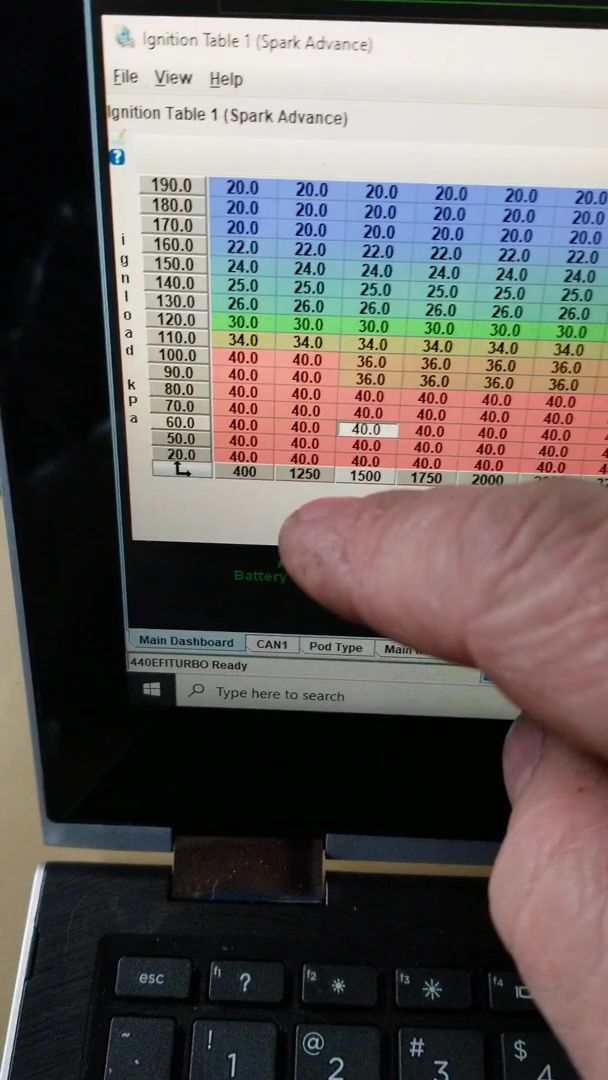 Ignition Table 1 (Spark Advance)
File View Help
Ignition Table 1 (Spark Advance)
ignload kpa
190.0 20.0 20.0 20.0 20.0 20.0 20.0
180.0 20.0 20.0 20.0 20.0 20.0 20.0
170.0 20.0 20.0 20.0 20.0 20.0 20.0
160.0 22.0 22.0 22.0 22.0 22.0 22.0
150.0 24.0 24.0 24.0 24.0 24.0 24.0
140.0 25.0 25.0 25.0 25.0 25.0 25.0
130.0 26.0 26.0 26.0 26.0 26.0 26.0
120.0 30.0 30.0 30.0 30.0 30.0 30.0
110.0 34.0 34.0 34.0 34.0 34.0 34.0
100.0 40.0 40.0 36.0 36.0 36.0 36.0
90.0 40.0 40.0 36.0 36.0 36.0 36.0
80.0 40.0 40.0 40.0 40.0 40.0 40.0
70.0 40.0 40.0 40.0 40.0 40.0 40.0
60.0 40.0 40.0 40.0 40.0 40.0 40.0
50.0 40.0 40.0 40.0 40.0 40.0 40.0
20.0 40.0 40.0 40.0 40.0 40.0 40.0
400 1250 1500 1750 2000
Battery
Main Dashboard CAN1 Pod Type Main
440EFITURBO Ready
Type here to search
esc f1 ? f2 f3 f4
~ ! @ # $
` 1 2 3 4